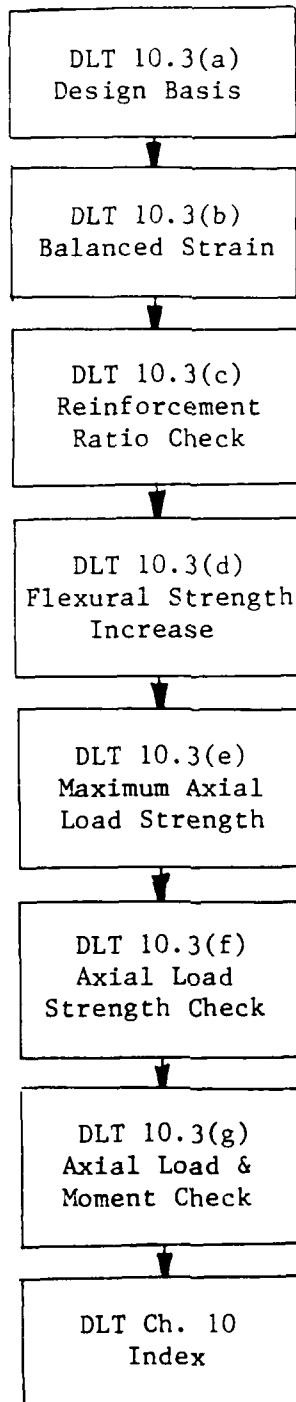 DLT 10.3(a)
Design Basis
DLT 10.3(b)
Balanced Strain
DLT 10.3(c)
Reinforcement
Ratio Check
DLT 10.3(d)
Flexural Strength
Increase
DLT 10.3(e)
Maximum Axial
Load Strength
DLT 10.3(f)
Axial Load
Strength Check
DLT 10.3(g)
Axial Load &
Moment Check
DLT Ch. 10
Index